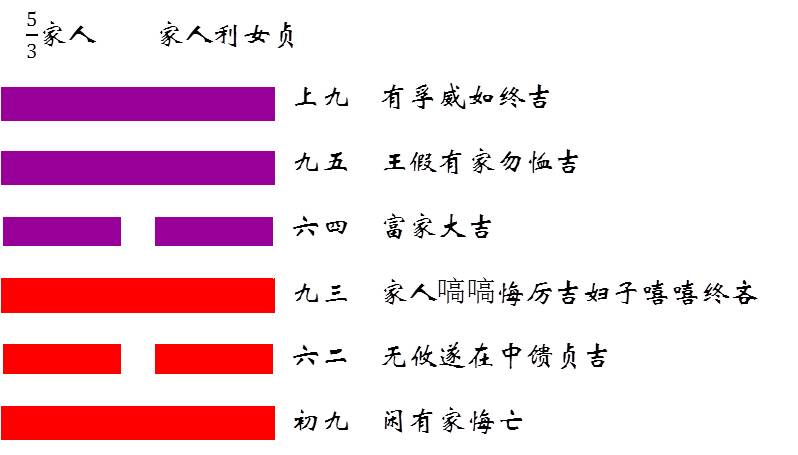 5/3家人 家人利女贞
上九 有孚威如终吉
九五 王假有家勿恤吉
六四 富家大吉
九三 家人嗃嗃悔厉吉妇子嘻嘻终吝
六二 无攸遂在中馈贞吉
初九 闲有家悔亡